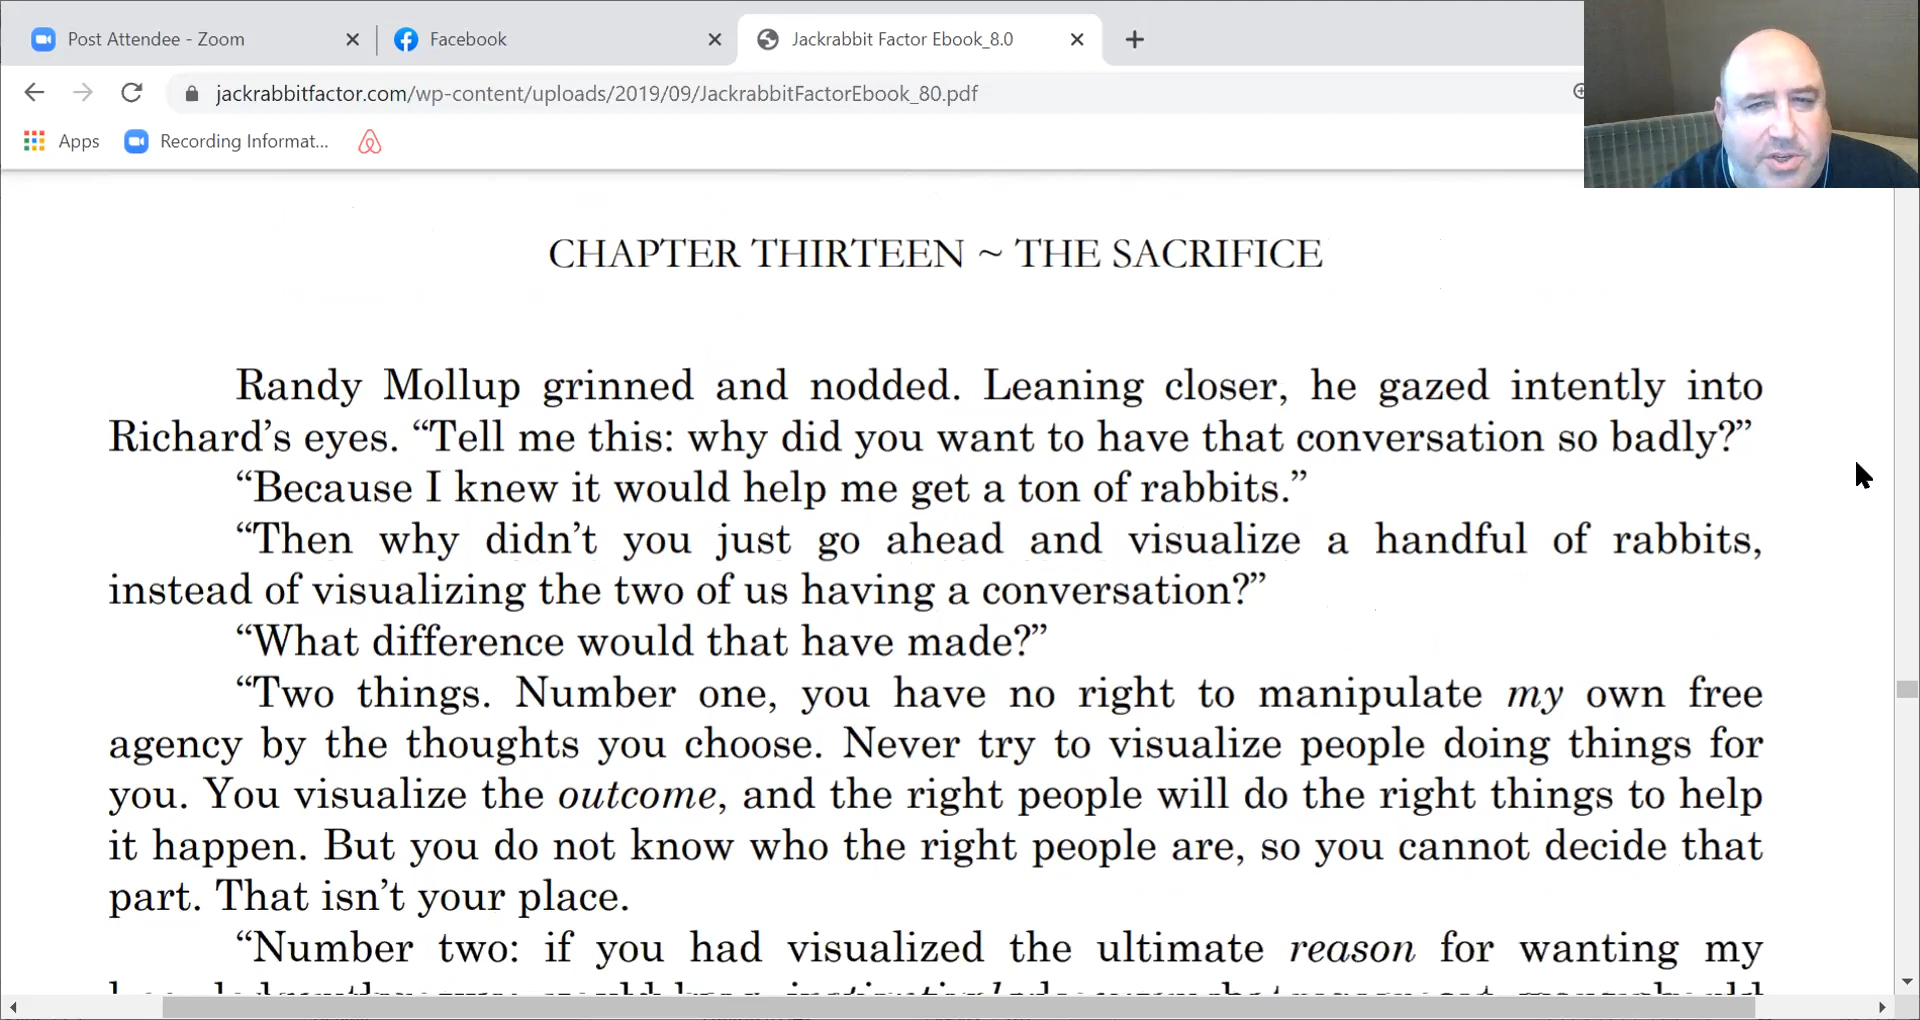 Post Attendee - Zoom
Facebook
Jackrabbit Factor Ebook_8.0
jackrabbitfactor.com/wp-content/uploads/2019/09/JackrabbitFactorEbook_80.pdf
Apps
Recording Informat...
CHAPTER THIRTEEN ~ THE SACRIFICE
Randy Mollup grinned and nodded. Leaning closer, he gazed intently into
Richard’s eyes. “Tell me this: why did you want to have that conversation so badly?”
“Because I knew it would help me get a ton of rabbits.”
“Then why didn’t you just go ahead and visualize a handful of rabbits,
instead of visualizing the two of us having a conversation?”
“What difference would that have made?”
“Two things. Number one, you have no right to manipulate my own free
agency by the thoughts you choose. Never try to visualize people doing things for
you. You visualize the outcome, and the right people will do the right things to help
it happen. But you do not know who the right people are, so you cannot decide that
part. That isn’t your place.
“Number two: if you had visualized the ultimate reason for wanting my